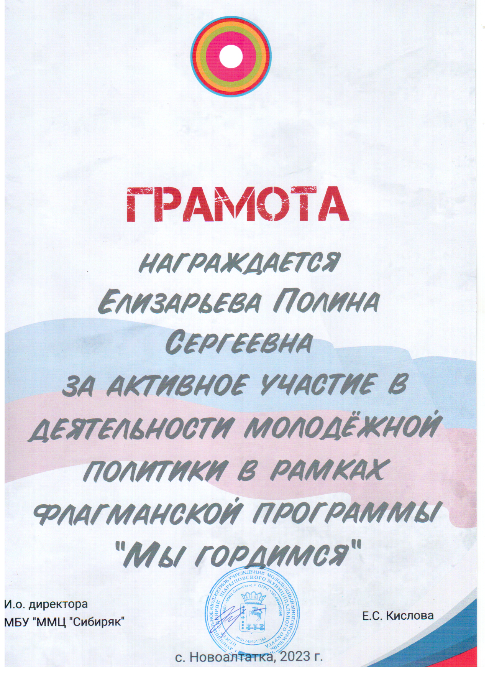 ГРАМОТА
НАГРАЖДАЕТСЯ
ЕЛИЗАРЬЕВА ПОЛИНА
СЕРГЕЕВНА
ЗА АКТИВНОЕ УЧАСТИЕ В
ДЕЯТЕЛЬНОСТИ МОЛОДЁЖНОЙ
ПОЛИТИКИ В РАМКАХ
ФЛАГМАНСКОЙ ПРОГРАММЫ
"МЫ ГОРДИМСЯ"
И.о. директора
МБУ "ММЦ "Сибиряк"
Е.С. Кислова
с. Новоалтатка, 2023 г.